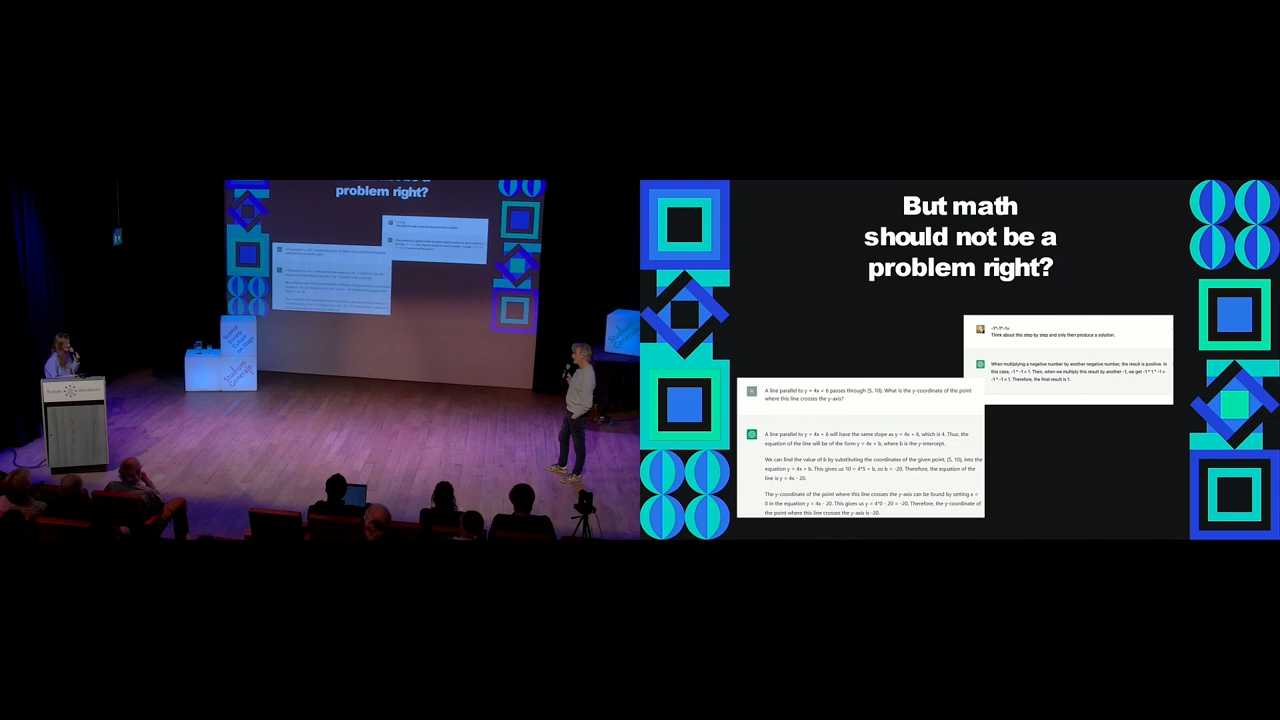 problem right?
Science
Society
Culture
on Stage
Studium
Generale
But math
should not be a
problem right?
-1*-1*-1=
Think about this step by step and only then produce a solution.
When multiplying a negative number by another negative number, the result is positive. In
this case, -1 * -1 = 1. Then, when we multiply this result by another -1, we get -1 * 1 * -1 =
-1 * -1 = 1. Therefore, the final result is 1.
A line parallel to y = 4x + 6 passes through (5, 10). What is the y-coordinate of the point
where this line crosses the y-axis?
A line parallel to y = 4x + 6 will have the same slope as y = 4x + 6, which is 4. Thus, the
equation of the line will be of the form y = 4x + b, where b is the y-intercept.
We can find the value of b by substituting the coordinates of the given point, (5, 10), into the
equation y = 4x + b. This gives us 10 = 4*5 + b, so b = -20. Therefore, the equation of the
line is y = 4x - 20.
The y-coordinate of the point where this line crosses the y-axis can be found by setting x =
0 in the equation y = 4x - 20. This gives us y = 4*0 - 20 = -20. Therefore, the y-coordinate of
the point where this line crosses the y-axis is -20.